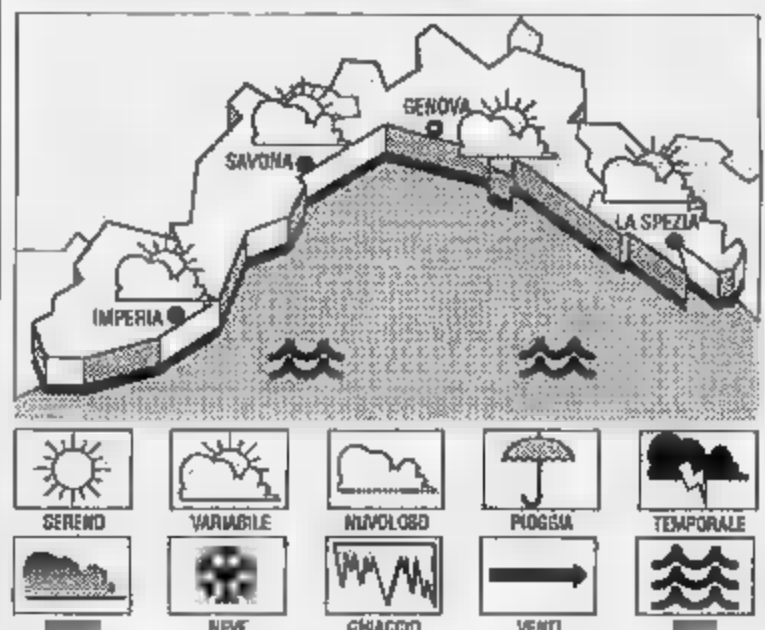 GENOVA
SAVONA
LA SPEZIA
IMPERIA
SERENO VARIABILE NUVOLOSO PIOGGIA TEMPORALE
NEVE GHIACCIO VENTI